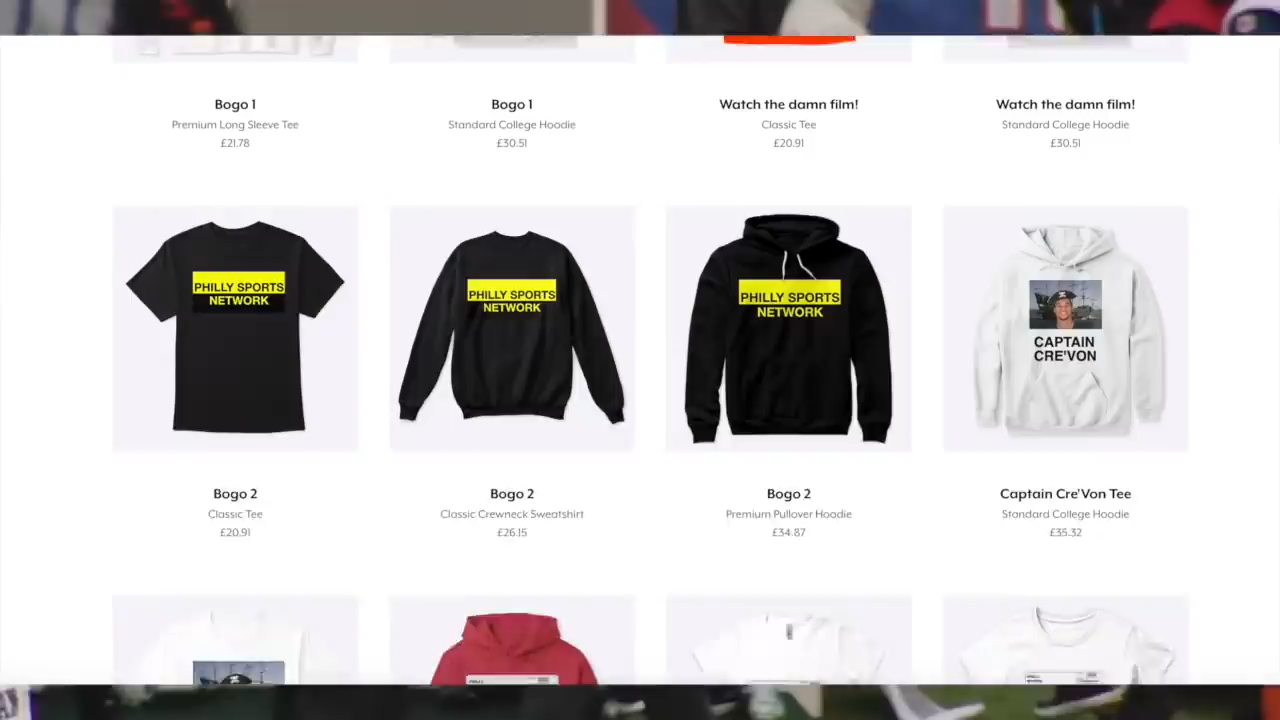 Bogo 1
Premium Long Sleeve Tee
£21.78
Bogo 1
Standard College Hoodie
£30.51
Watch the damn film!
Classic Tee
£20.91
Watch the damn film!
Standard College Hoodie
£30.51
PHILLY SPORTS
NETWORK
PHILLY SPORTS
NETWORK
PHILLY SPORTS
NETWORK
CAPTAIN
CRE'VON
Bogo 2
Classic Tee
£20.91
Bogo 2
Classic Crewneck Sweatshirt
£26.15
Bogo 2
Premium Pullover Hoodie
£34.87
Captain Cre'Von Tee
Standard College Hoodie
£35.32